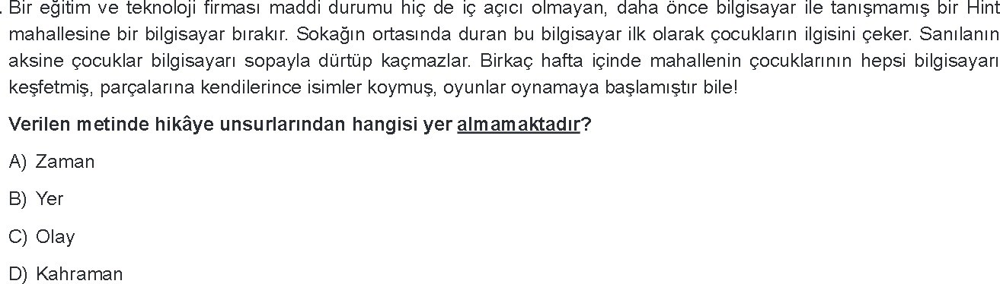 . Bir eğitim ve teknoloji firması maddi durumu hiç de iç açıcı olmayan, daha önce bilgisayar ile tanışmamış bir Hint
mahallesine bir bilgisayar bırakır. Sokağın ortasında duran bu bilgisayar ilk olarak çocukların ilgisini çeker. Sanılanın
aksine çocuklar bilgisayarı sopayla dürtüp kaçmazlar. Birkaç hafta içinde mahallenin çocuklarının hepsi bilgisayarı
keşfetmiş, parçalarına kendilerince isimler koymuş, oyunlar oynamaya başlamıştır bile!
Verilen metinde hikâye unsurlarından hangisi yer almamaktadır?
A) Zaman
B) Yer
C) Olay
D) Kahraman